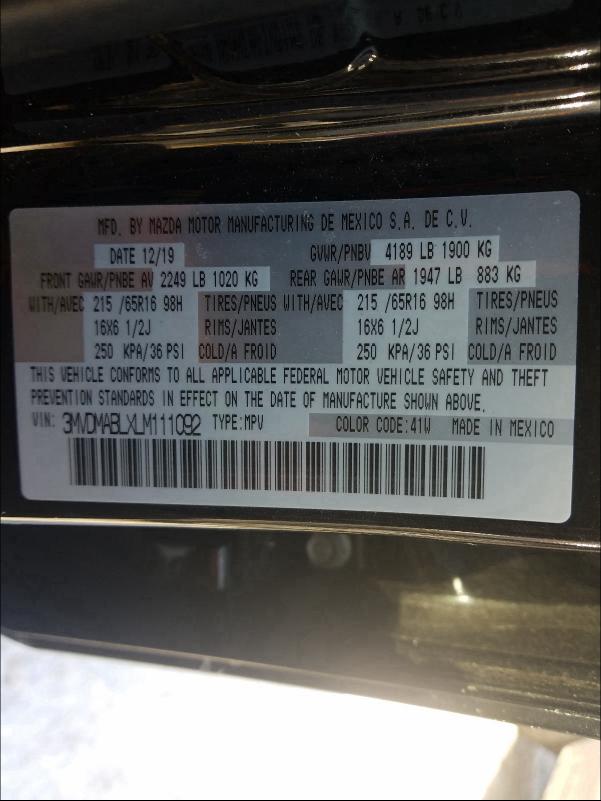 MFD. BY MAZDA MOTOR MANUFACTURING DE MEXICO S.A. DE C.V.
DATE 12/19 GVWR/PNBV 4189 LB 1900 KG
FRONT GAWR/PNBE AV 2249 LB 1020 KG REAR GAWR/PNBE AR 1947 LB 883 KG
WITH/AVEC 215 /65R16 98H TIRES/PNEUS WITH/AVEC 215 /65R16 98H TIRES/PNEUS
16X6 1/2J RIMS/JANTES 16X6 1/2J RIMS/JANTES
250 KPA/36 PSI COLD/A FROID 250 KPA/36 PSI COLD/A FROID
THIS VEHICLE CONFORMS TO ALL APPLICABLE FEDERAL MOTOR VEHICLE SAFETY AND THEFT
PREVENTION STANDARDS IN EFFECT ON THE DATE OF MANUFACTURE SHOWN ABOVE.
VIN: 3MVDMABLXLM111092 TYPE:MPV COLOR CODE:41W MADE IN MEXICO